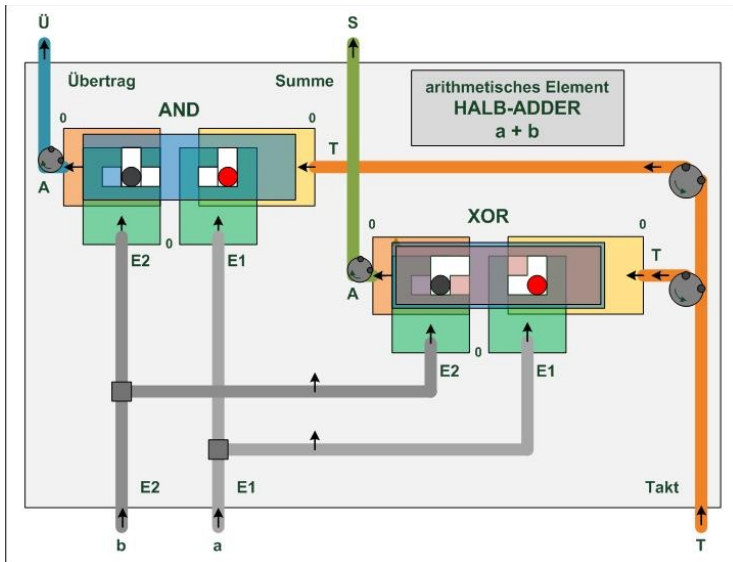 Ü
S
Übertrag
Summe
arithmetisches Element
HALB-ADDER
a + b
0
AND
0
T
A
E2
0
E1
0
XOR
0
T
A
0
E2
E1
E2
E1
Takt
b
a
T